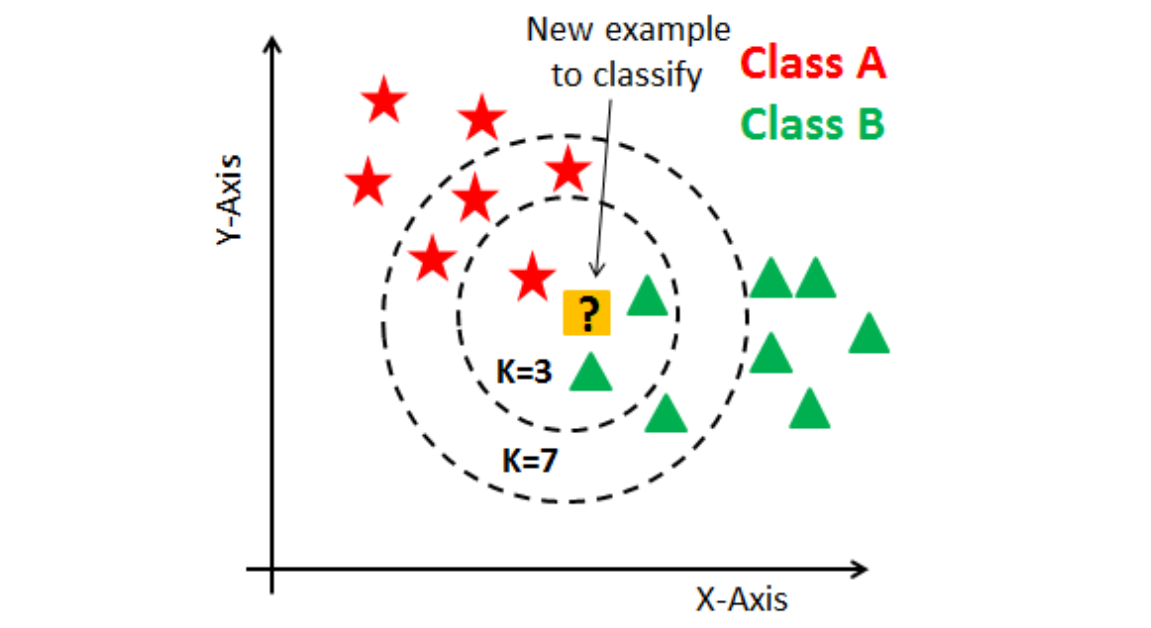 New example
to classify
Class A
Class B
Y-Axis
?
K=3
K=7
X-Axis